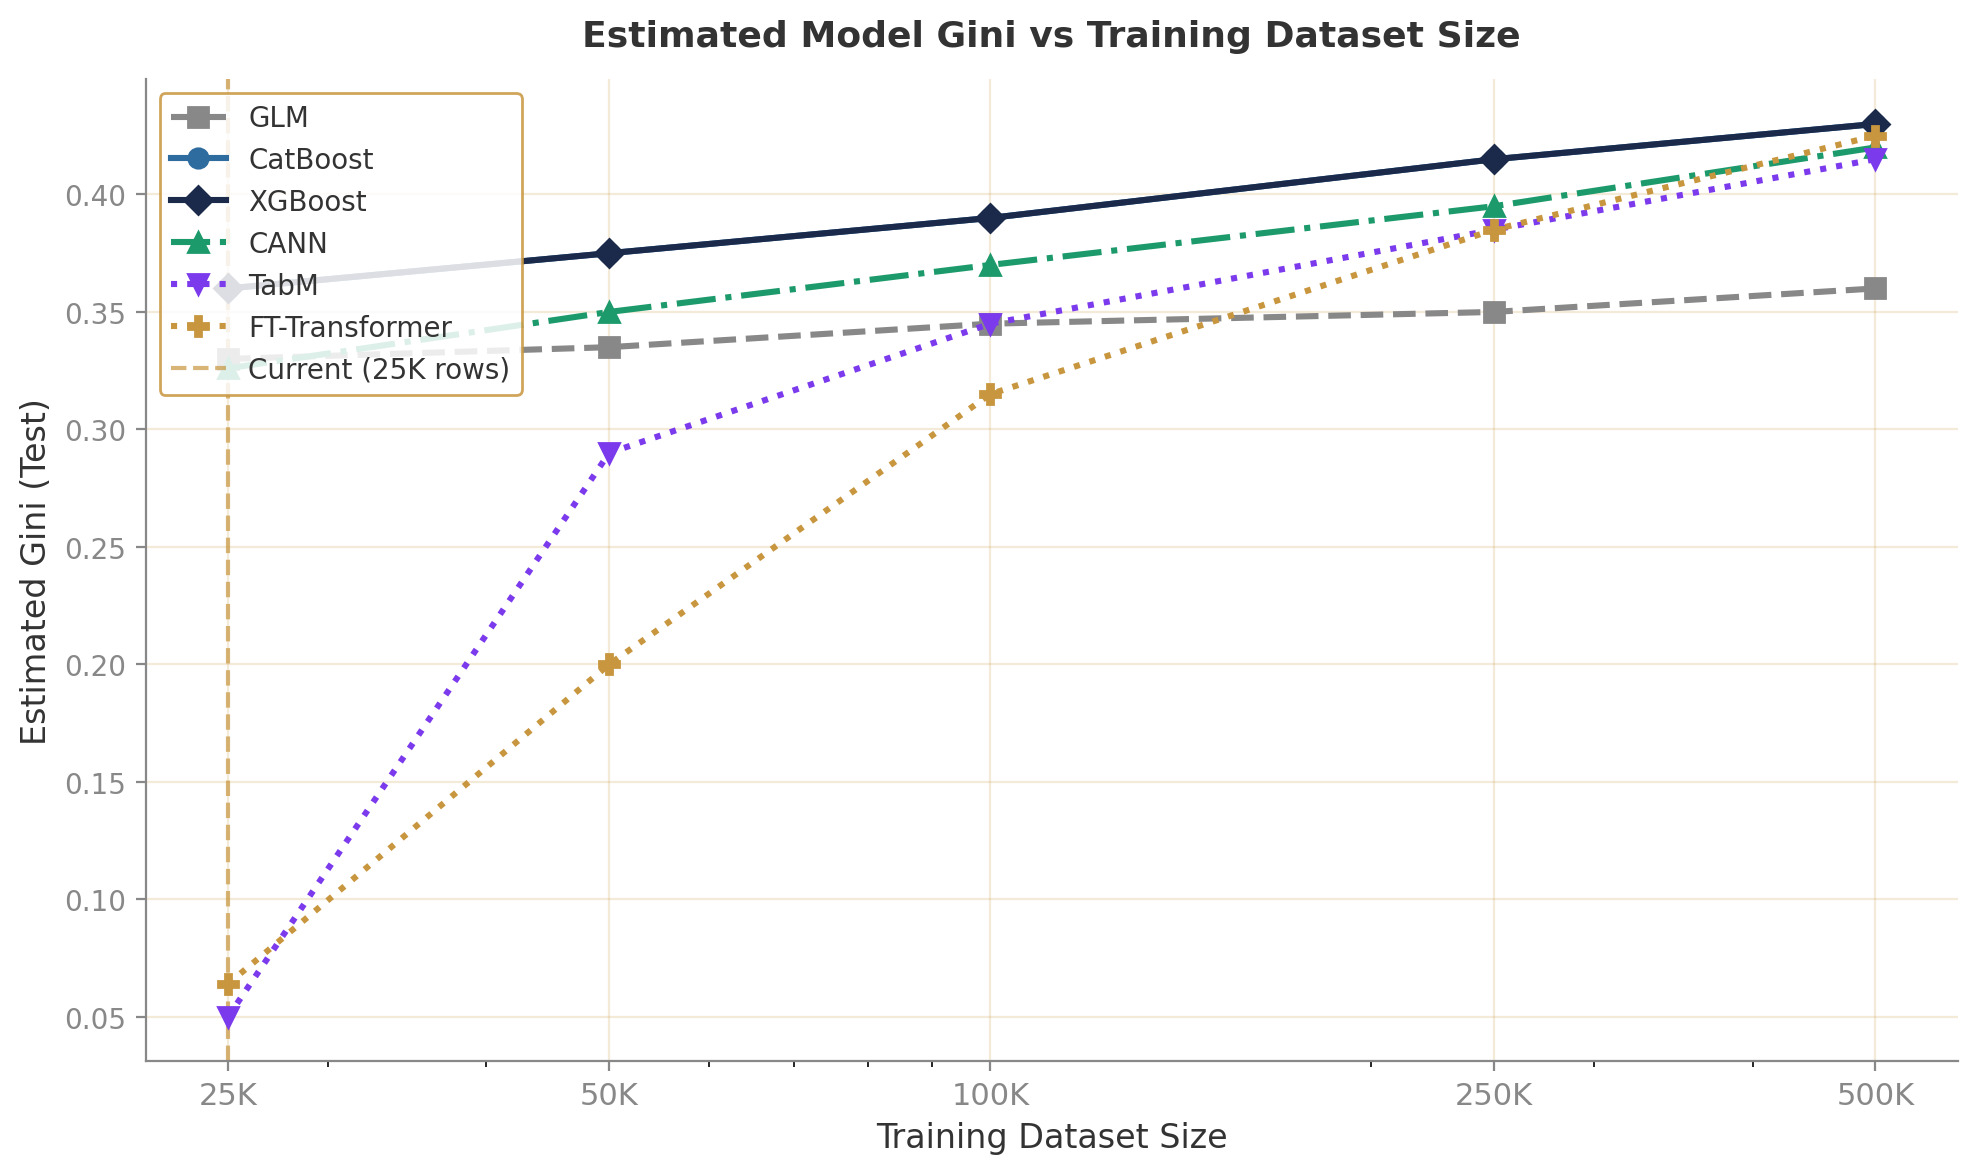 Estimated Model Gini vs Training Dataset Size
GLM
CatBoost
XGBoost
CANN
TabM
FT-Transformer
Current (25K rows)
Estimated Gini (Test)
0.40
0.35
0.30
0.25
0.20
0.15
0.10
0.05
25K 50K 100K 250K 500K
Training Dataset Size